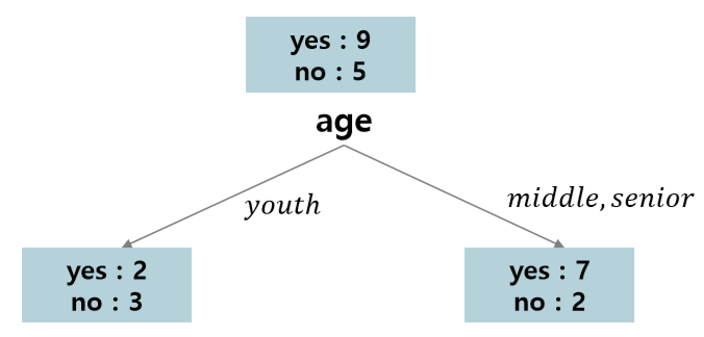 yes : 9
no : 5
age
youth
middle, senior
yes : 2
no : 3
yes : 7
no : 2